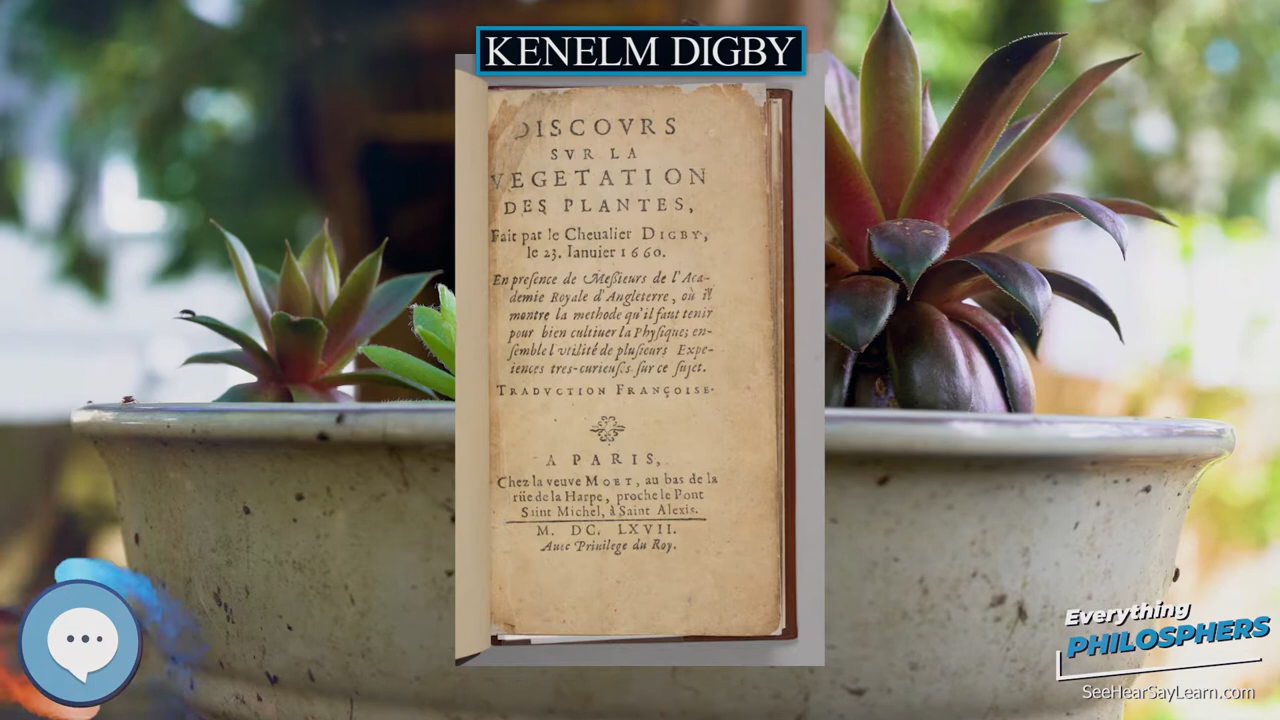 KENELM DIGBY
DISCOVRS
SVR LA
VEGETATION
DES PLANTES,
Fait par le Cheualier DIGBY,
le 23. Ianuier 1660.
En presence de Meßieurs de l'Aca-
demie Royale d'Angleterre, où il
montre la methode qu'il faut tenir
pour bien cultiuer la Physique; en-
semble l'vtilité de plusieurs Expe-
iences tres-curieuses sur ce sujet.
TRADVCTION FRANÇOISE.
A PARIS,
Chez la veuve MOET, au bas de la
rüe de la Harpe, proche le Pont
Saint Michel, à Saint Alexis.
M. DC. LXVII.
Auec Priuilege du Roy.
Everything
PHILOSPHERS
SeeHearSayLearn.com